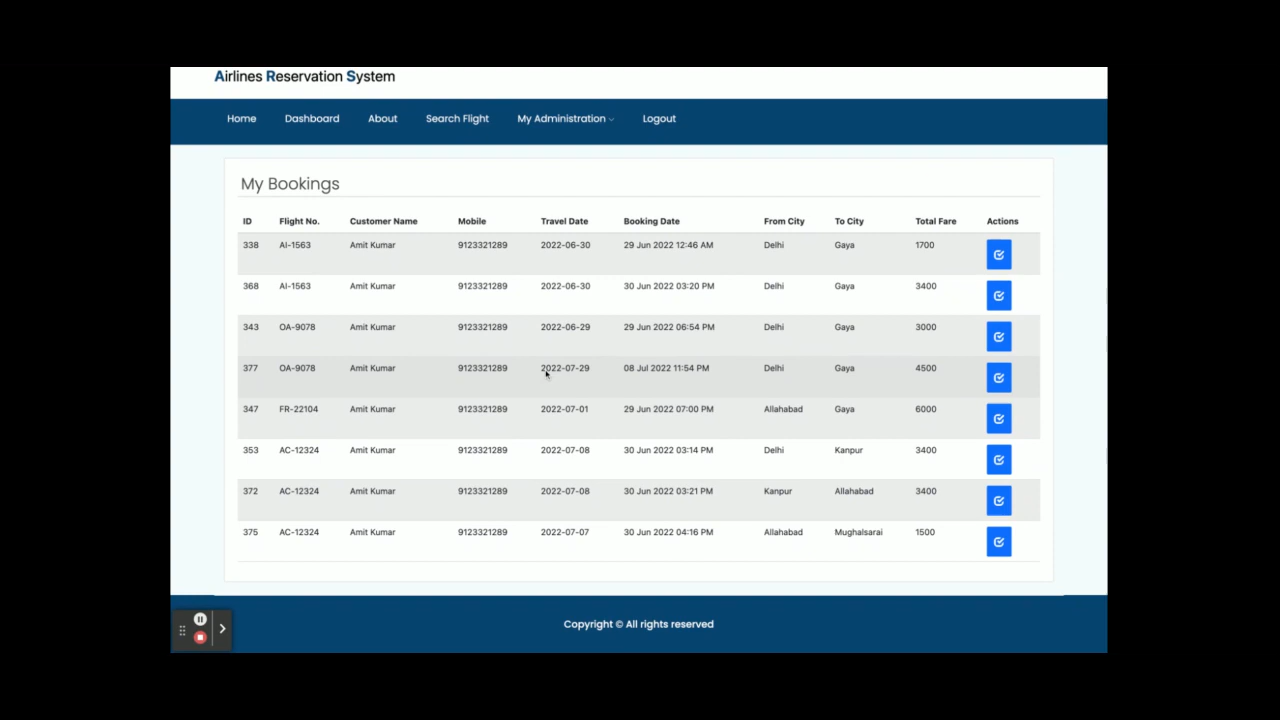 Airlines Reservation System
Home Dashboard About Search Flight My Administration Logout
My Bookings
ID Flight No. Customer Name Mobile Travel Date Booking Date From City To City Total Fare Actions
338 AI-1563 Amit Kumar 9123321289 2022-06-30 29 Jun 2022 12:46 AM Delhi Gaya 1700
368 AI-1563 Amit Kumar 9123321289 2022-06-30 30 Jun 2022 03:20 PM Delhi Gaya 3400
343 OA-9078 Amit Kumar 9123321289 2022-06-29 29 Jun 2022 06:54 PM Delhi Gaya 3000
377 OA-9078 Amit Kumar 9123321289 2022-07-29 08 Jul 2022 11:54 PM Delhi Gaya 4500
347 FR-22104 Amit Kumar 9123321289 2022-07-01 29 Jun 2022 07:00 PM Allahabad Gaya 6000
353 AC-12324 Amit Kumar 9123321289 2022-07-08 30 Jun 2022 03:14 PM Delhi Kanpur 3400
372 AC-12324 Amit Kumar 9123321289 2022-07-08 30 Jun 2022 03:21 PM Kanpur Allahabad 3400
375 AC-12324 Amit Kumar 9123321289 2022-07-07 30 Jun 2022 04:16 PM Allahabad Mughalsarai 1500
Copyright © All rights reserved